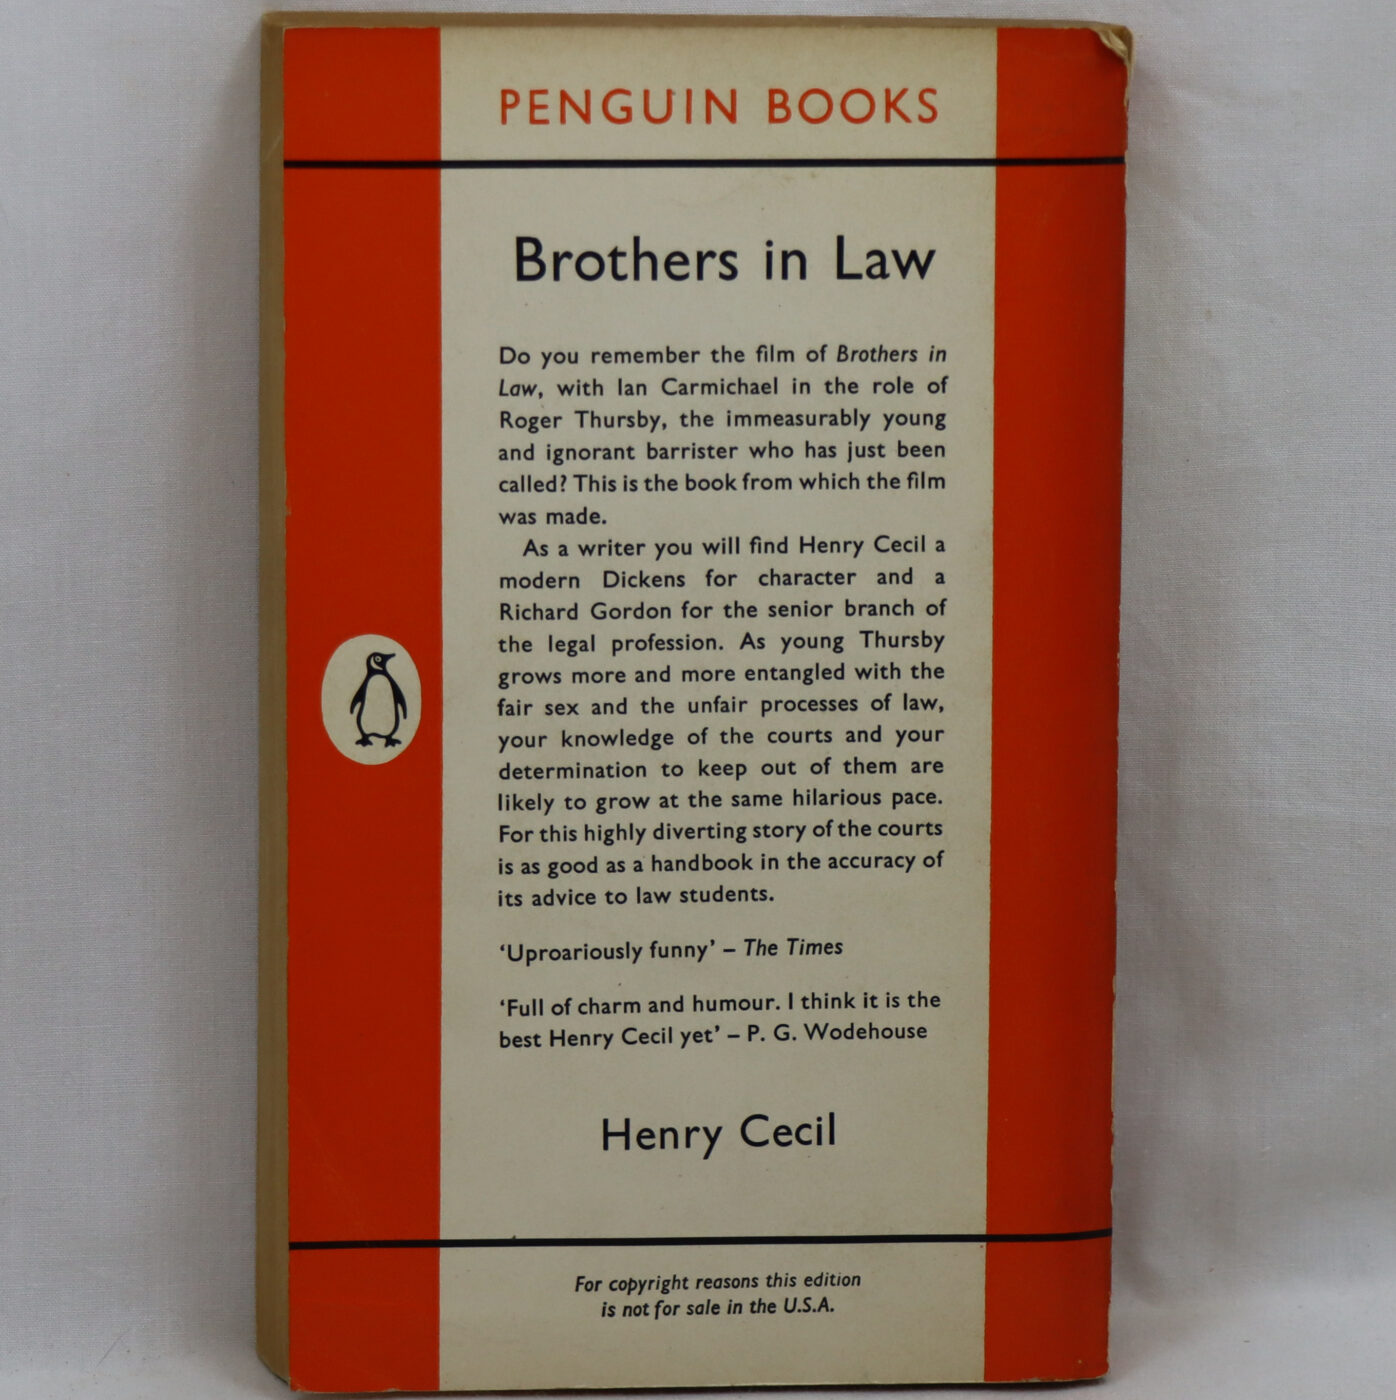 PENGUIN BOOKS
Brothers in Law
Do you remember the film of Brothers in
Law, with Ian Carmichael in the role of
Roger Thursby, the immeasurably young
and ignorant barrister who has just been
called? This is the book from which the film
was made.
As a writer you will find Henry Cecil a
modern Dickens for character and a
Richard Gordon for the senior branch of
the legal profession. As young Thursby
grows more and more entangled with the
fair sex and the unfair processes of law,
your knowledge of the courts and your
determination to keep out of them are
likely to grow at the same hilarious pace.
For this highly diverting story of the courts
is as good as a handbook in the accuracy of
its advice to law students.
‘Uproariously funny’ – The Times
‘Full of charm and humour. I think it is the
best Henry Cecil yet’ – P. G. Wodehouse
Henry Cecil
For copyright reasons this edition
is not for sale in the U.S.A.